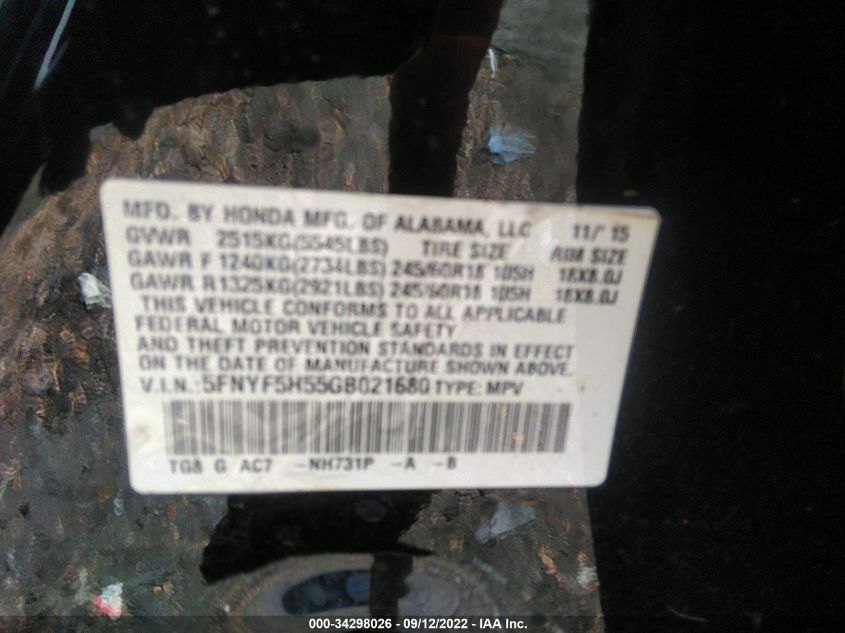 MFD. BY HONDA MFG. OF ALABAMA, LLC 11/ 15
GVWR 2515KG(5545LBS) TIRE SIZE RIM SIZE
GAWR F 1240KG(2734LBS) 245/60R18 105H 18X8.0J
GAWR R1325KG(2921LBS) 245/60R18 105H 18X8.0J
THIS VEHICLE CONFORMS TO ALL APPLICABLE
FEDERAL MOTOR VEHICLE SAFETY
AND THEFT PREVENTION STANDARDS IN EFFECT
ON THE DATE OF MANUFACTURE SHOWN ABOVE.
V.I.N.: 5FNYF5H55GB021680 TYPE: MPV
TG8 G AC7 -NH731P -A -B
000-34298026 - 09/12/2022 - IAA Inc.